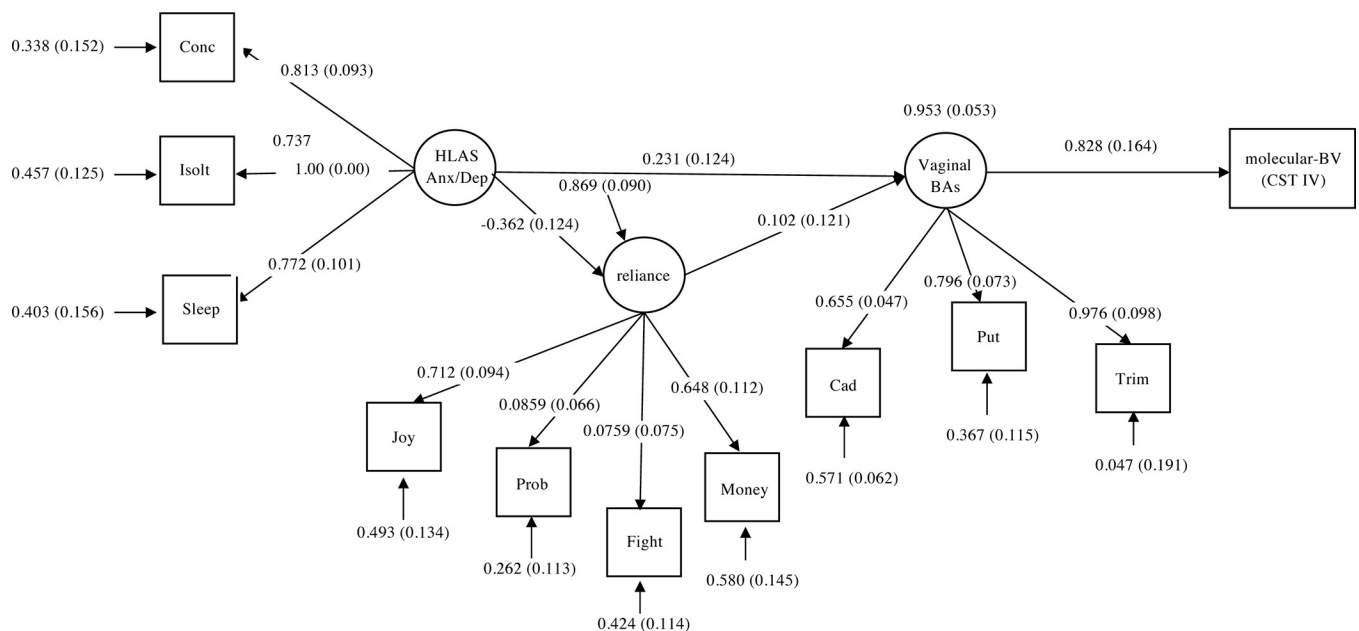 0.338 (0.152)
Conc
0.813 (0.093)
0.457 (0.125)
Isolt
0.737
1.00 (0.00)
0.403 (0.156)
Sleep
0.772 (0.101)
HLAS
Anx/Dep
0.231 (0.124)
0.869 (0.090)
-0.362 (0.124)
reliance
0.102 (0.121)
0.953 (0.053)
Vaginal
BAs
0.828 (0.164)
molecular-BV
(CST IV)
0.712 (0.094)
0.0859 (0.066)
0.0759 (0.075)
0.648 (0.112)
Joy
Prob
Fight
Money
0.493 (0.134)
0.262 (0.113)
0.424 (0.114)
0.580 (0.145)
0.655 (0.047)
0.796 (0.073)
0.976 (0.098)
Cad
Put
Trim
0.571 (0.062)
0.367 (0.115)
0.047 (0.191)